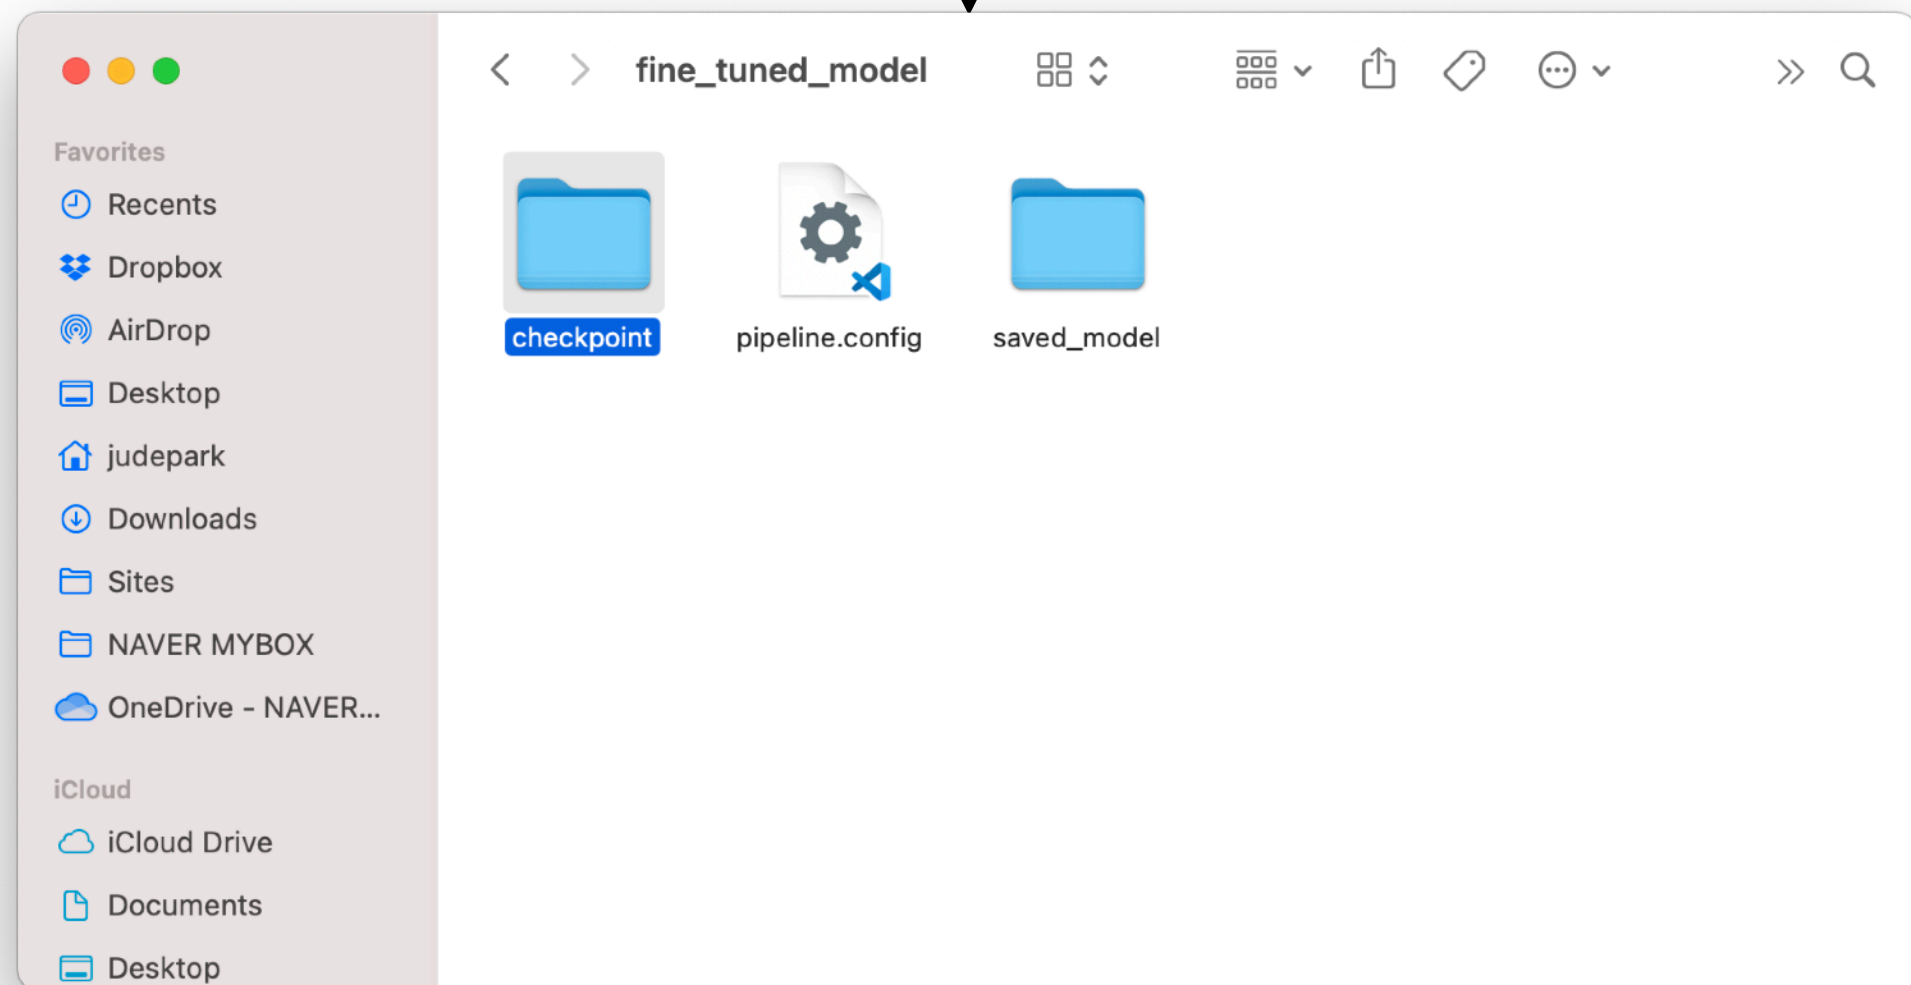 fine_tuned_model
Favorites
Recents
Dropbox
AirDrop
Desktop
judepark
Downloads
Sites
NAVER MYBOX
OneDrive - NAVER...
iCloud
iCloud Drive
Documents
Desktop
checkpoint
pipeline.config
saved_model